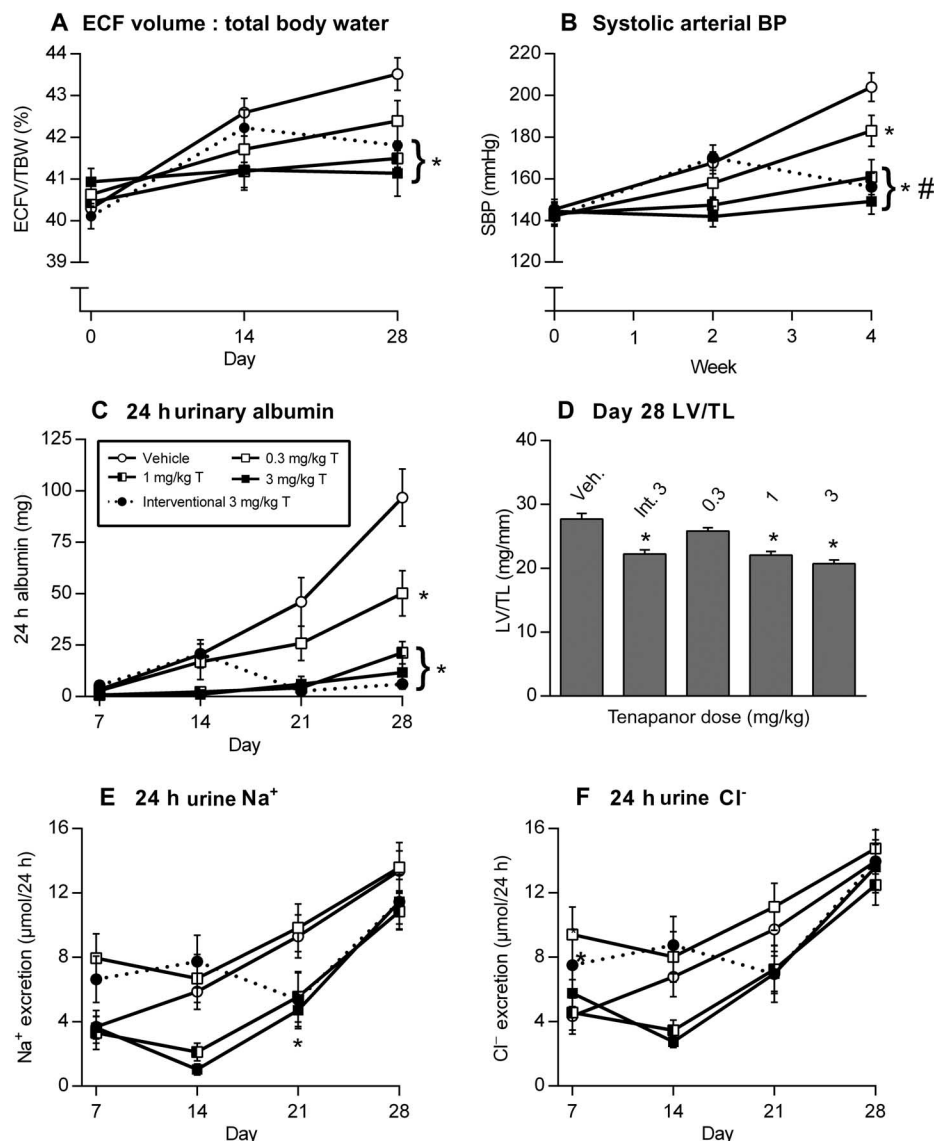 A ECF volume : total body water
44
43
42
41
40
39
ECFV/TBW (%)
*
0 14 28
Day
B Systolic arterial BP
220
200
180
160
140
120
SBP (mmHg)
*
* #
0 1 2 3 4
Week
C 24 h urinary albumin
125
100
75
50
25
0
24 h albumin (mg)
Vehicle 0.3 mg/kg T
1 mg/kg T 3 mg/kg T
Interventional 3 mg/kg T
*
*
7 14 21 28
Day
D Day 28 LV/TL
40
30
20
10
0
LV/TL (mg/mm)
Veh. Int. 3 0.3 1 3
* * *
Tenapanor dose (mg/kg)
E 24 h urine Na⁺
16
12
8
4
0
Na⁺ excretion (µmol/24 h)
*
7 14 21 28
Day
F 24 h urine Cl⁻
16
12
8
4
0
Cl⁻ excretion (µmol/24 h)
*
7 14 21 28
Day